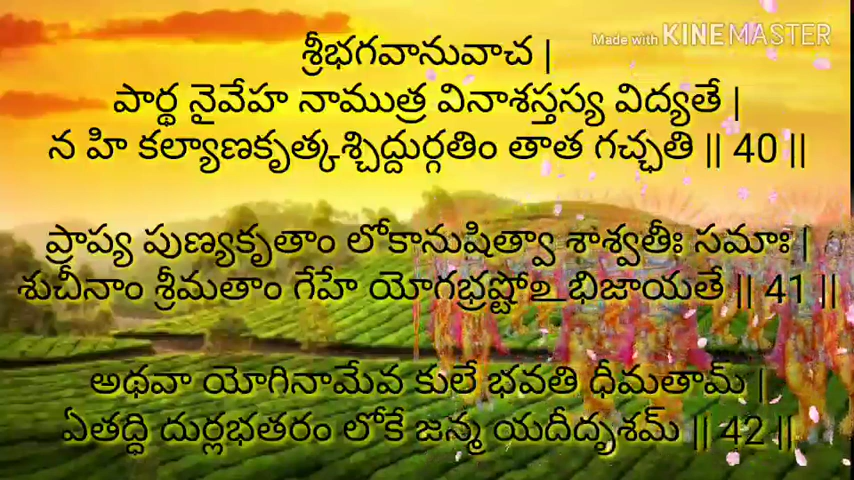 Made with KINEMASTER
శ్రీభగవానువాచ |
పార్థ నైవేహ నాముత్ర వినాశస్తస్య విద్యతే |
న హి కల్యాణకృత్కశ్చిద్దుర్గతిం తాత గచ్ఛతి || 40 ||
ప్రాప్య పుణ్యకృతాం లోకానుషిత్వా శాశ్వతీః సమాః |
శుచీనాం శ్రీమతాం గేహే యోగభ్రష్టోఽభిజాయతే || 41 ||
అథవా యోగినామేవ కులే భవతి ధీమతామ్ |
ఏతద్ధి దుర్లభతరం లోకే జన్మ యదీదృశమ్ || 42 ||